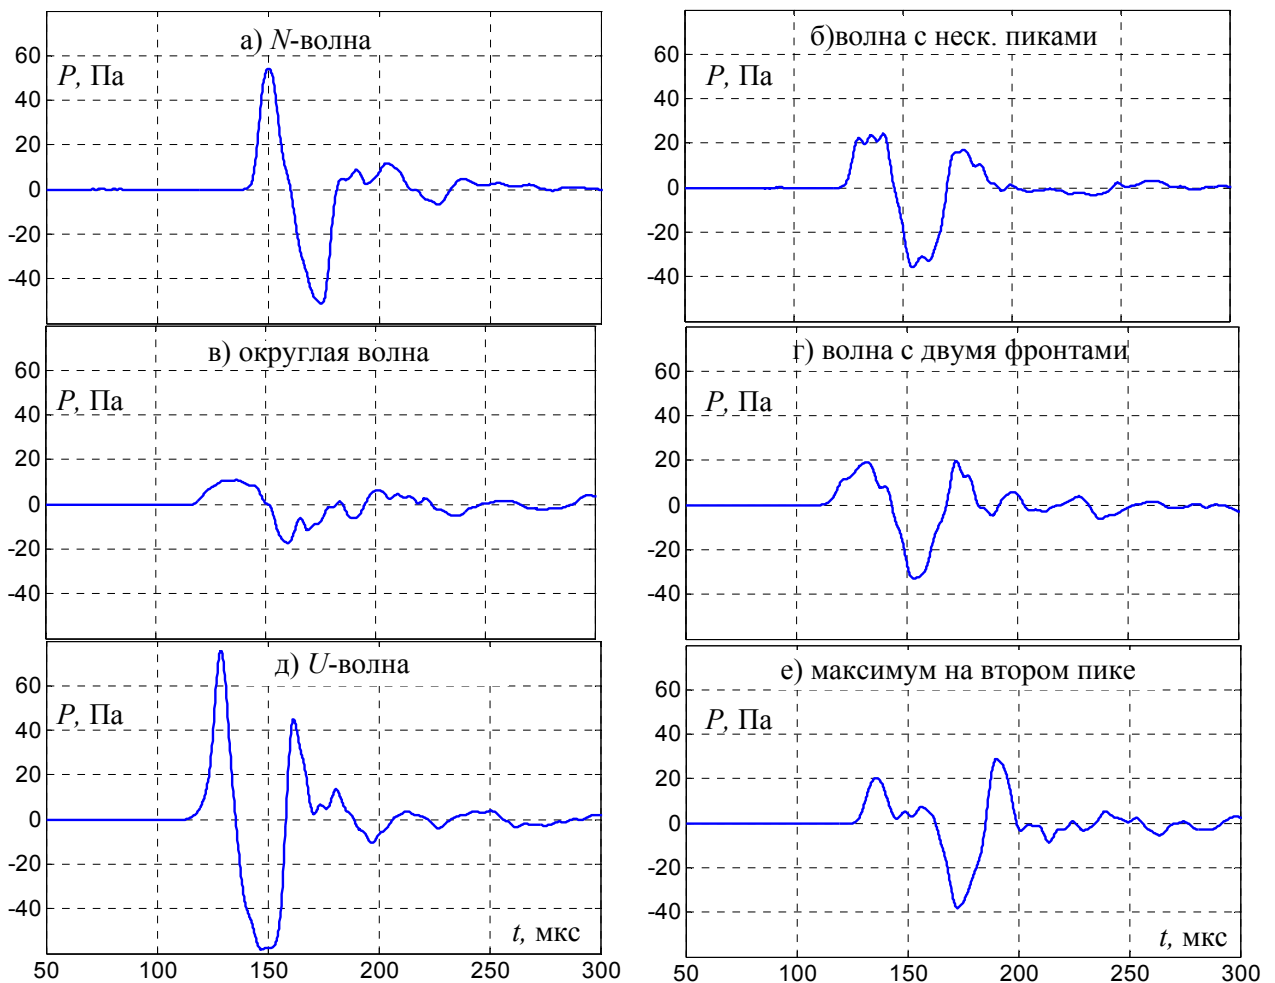 а) N-волна
P, Па
60
40
20
0
-20
-40
б)волна с неск. пиками
P, Па
60
40
20
0
-20
-40
в) округлая волна
P, Па
60
40
20
0
-20
-40
г) волна с двумя фронтами
P, Па
60
40
20
0
-20
-40
д) U-волна
P, Па
60
40
20
0
-20
-40
t, мкс
50 100 150 200 250 300
е) максимум на втором пике
P, Па
60
40
20
0
-20
-40
t, мкс
50 100 150 200 250 300